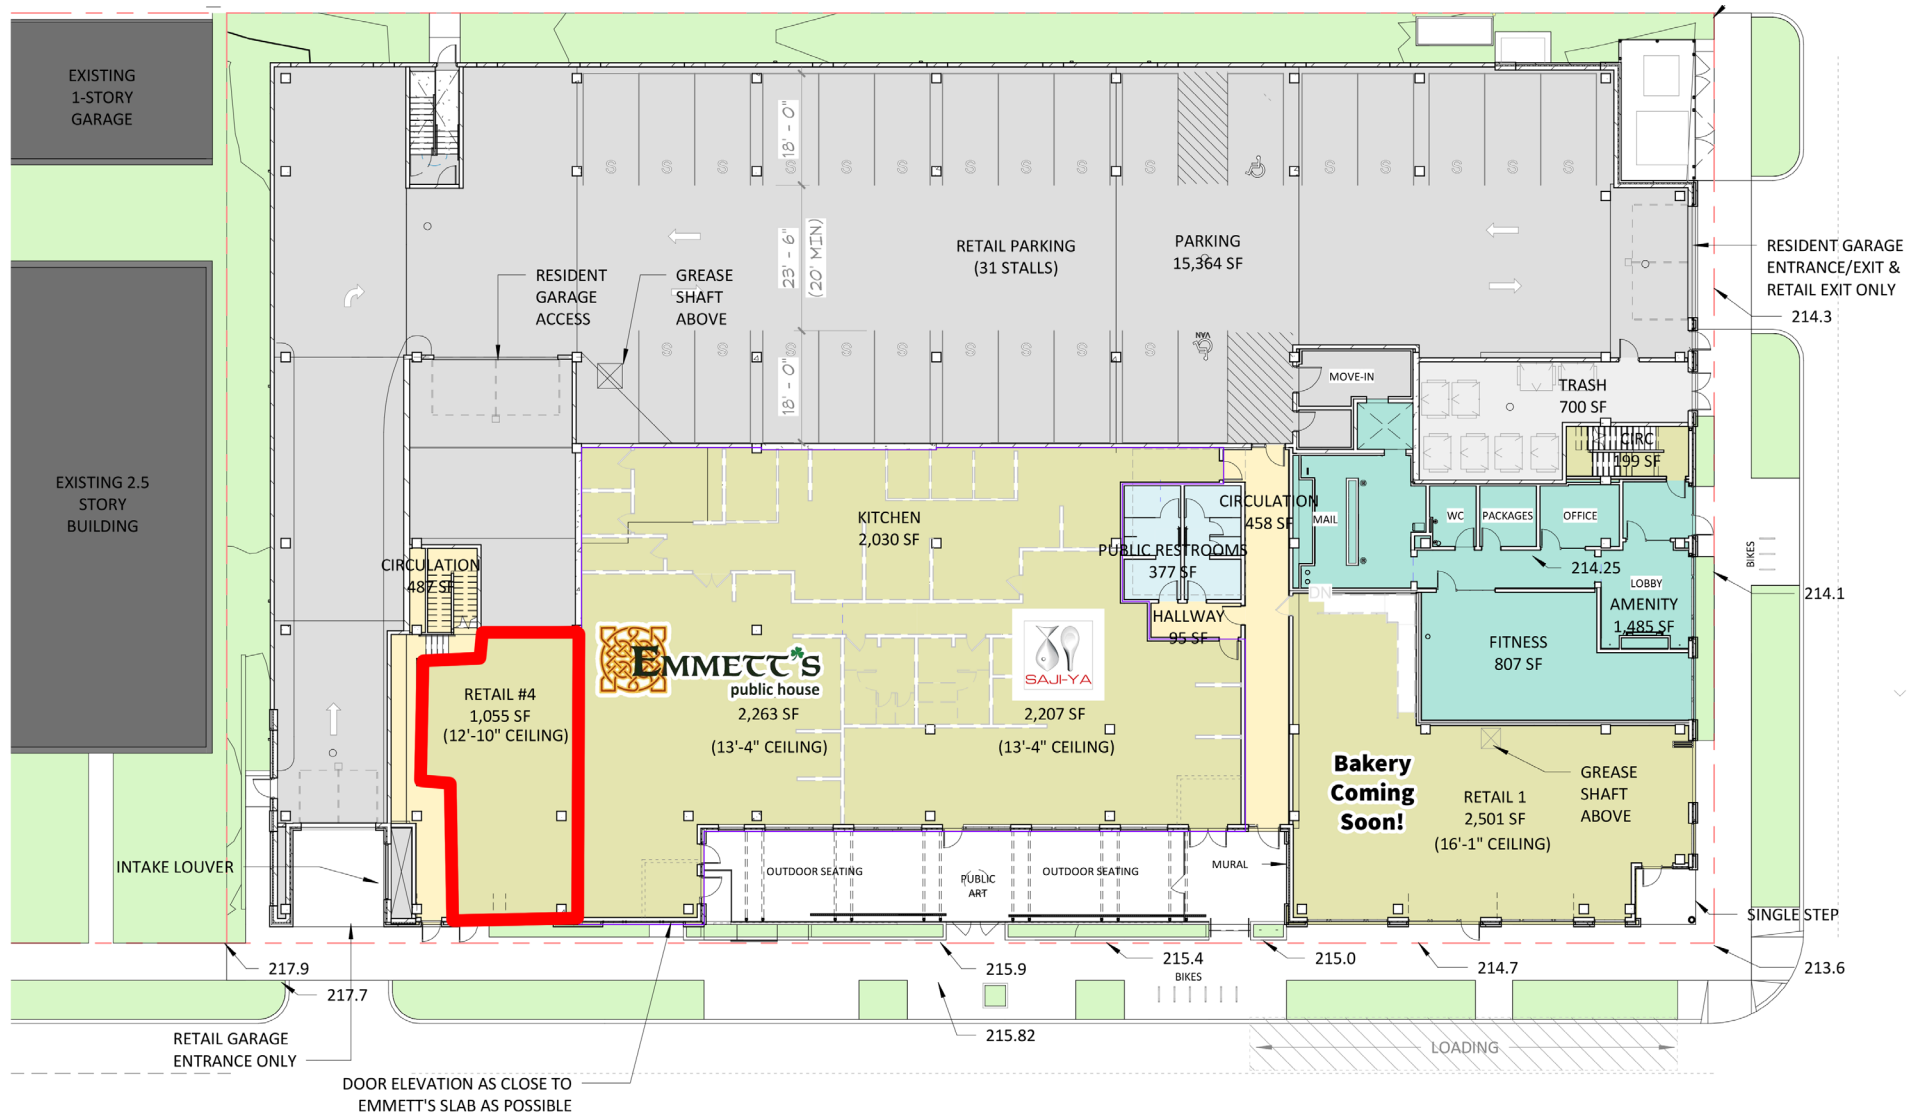 EXISTING
1-STORY
GARAGE
EXISTING 2.5
STORY
BUILDING
18' - 0"
23' - 6"
(20' MIN)
18' - 0"
RETAIL PARKING
(31 STALLS)
PARKING
15,364 SF
RESIDENT
GARAGE
ACCESS
GREASE
SHAFT
ABOVE
VAN
RESIDENT GARAGE
ENTRANCE/EXIT &
RETAIL EXIT ONLY
214.3
MOVE-IN
TRASH
700 SF
CIRC
199 SF
KITCHEN
2,030 SF
CIRCULATION
458 SF
PUBLIC RESTROOMS
377 SF
HALLWAY
95 SF
MAIL
WC
PACKAGES
OFFICE
214.25
LOBBY
AMENITY
1,485 SF
BIKES
214.1
DN
FITNESS
807 SF
CIRCULATION
487 SF
RETAIL #4
1,055 SF
(12'-10" CEILING)
EMMETT'S
public house
2,263 SF
(13'-4" CEILING)
SAJI-YA
2,207 SF
(13'-4" CEILING)
Bakery
Coming
Soon!
RETAIL 1
2,501 SF
(16'-1" CEILING)
GREASE
SHAFT
ABOVE
INTAKE LOUVER
OUTDOOR SEATING
PUBLIC
ART
OUTDOOR SEATING
MURAL
SINGLE STEP
217.9
217.7
215.9
215.4
BIKES
215.0
214.7
213.6
215.82
RETAIL GARAGE
ENTRANCE ONLY
LOADING
DOOR ELEVATION AS CLOSE TO
EMMETT'S SLAB AS POSSIBLE